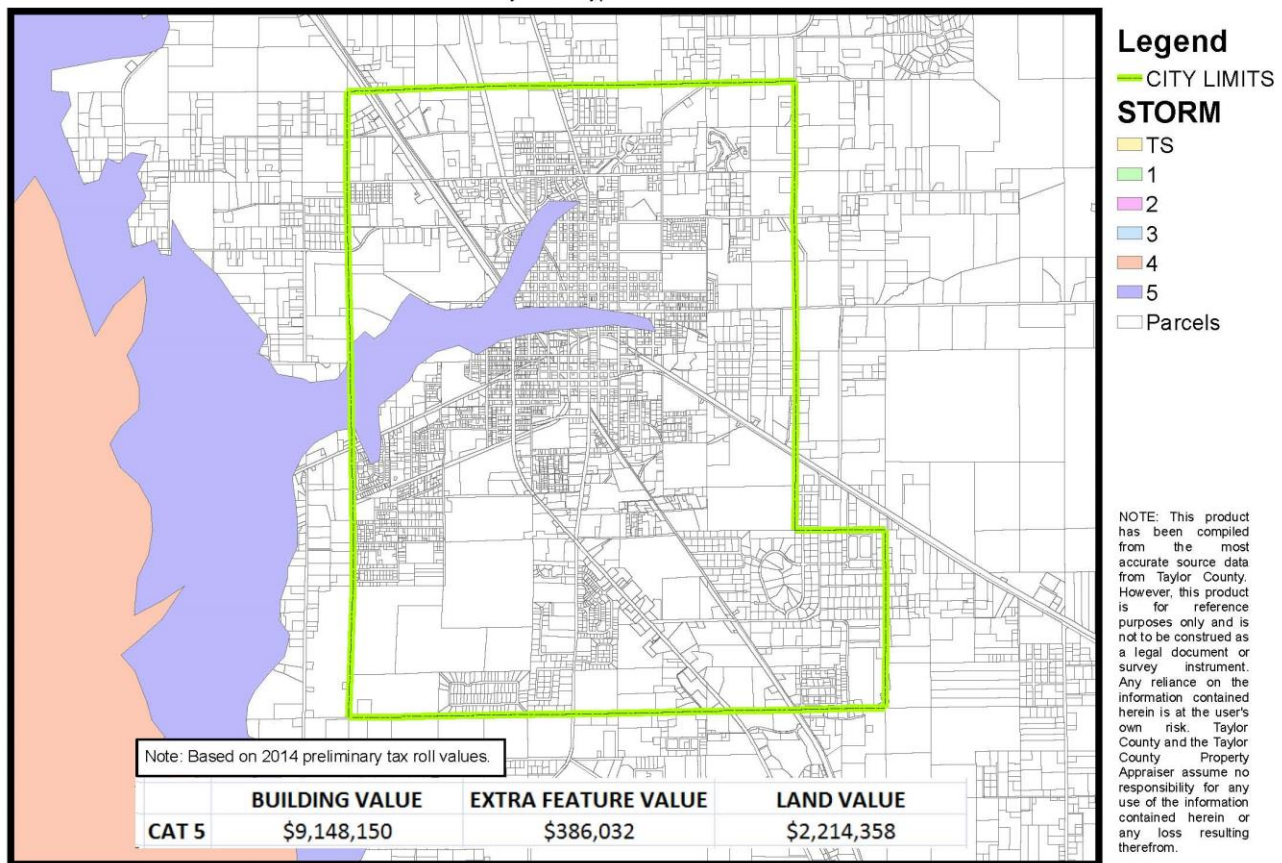 Legend
CITY LIMITS
STORM
TS
1
2
3
4
5
Parcels
NOTE: This product
has been compiled
from the most
accurate source data
from Taylor County.
However, this product
is for reference
purposes only and is
not to be construed as
a legal document or
survey instrument.
Any reliance on the
information contained
herein is at the user's
own risk. Taylor
County and the Taylor
County Property
Appraiser assume no
responsibility for any
use of the information
contained herein or
any loss resulting
therefrom.
Note: Based on 2014 preliminary tax roll values.
BUILDING VALUE EXTRA FEATURE VALUE LAND VALUE
CAT 5 $9,148,150 $386,032 $2,214,358